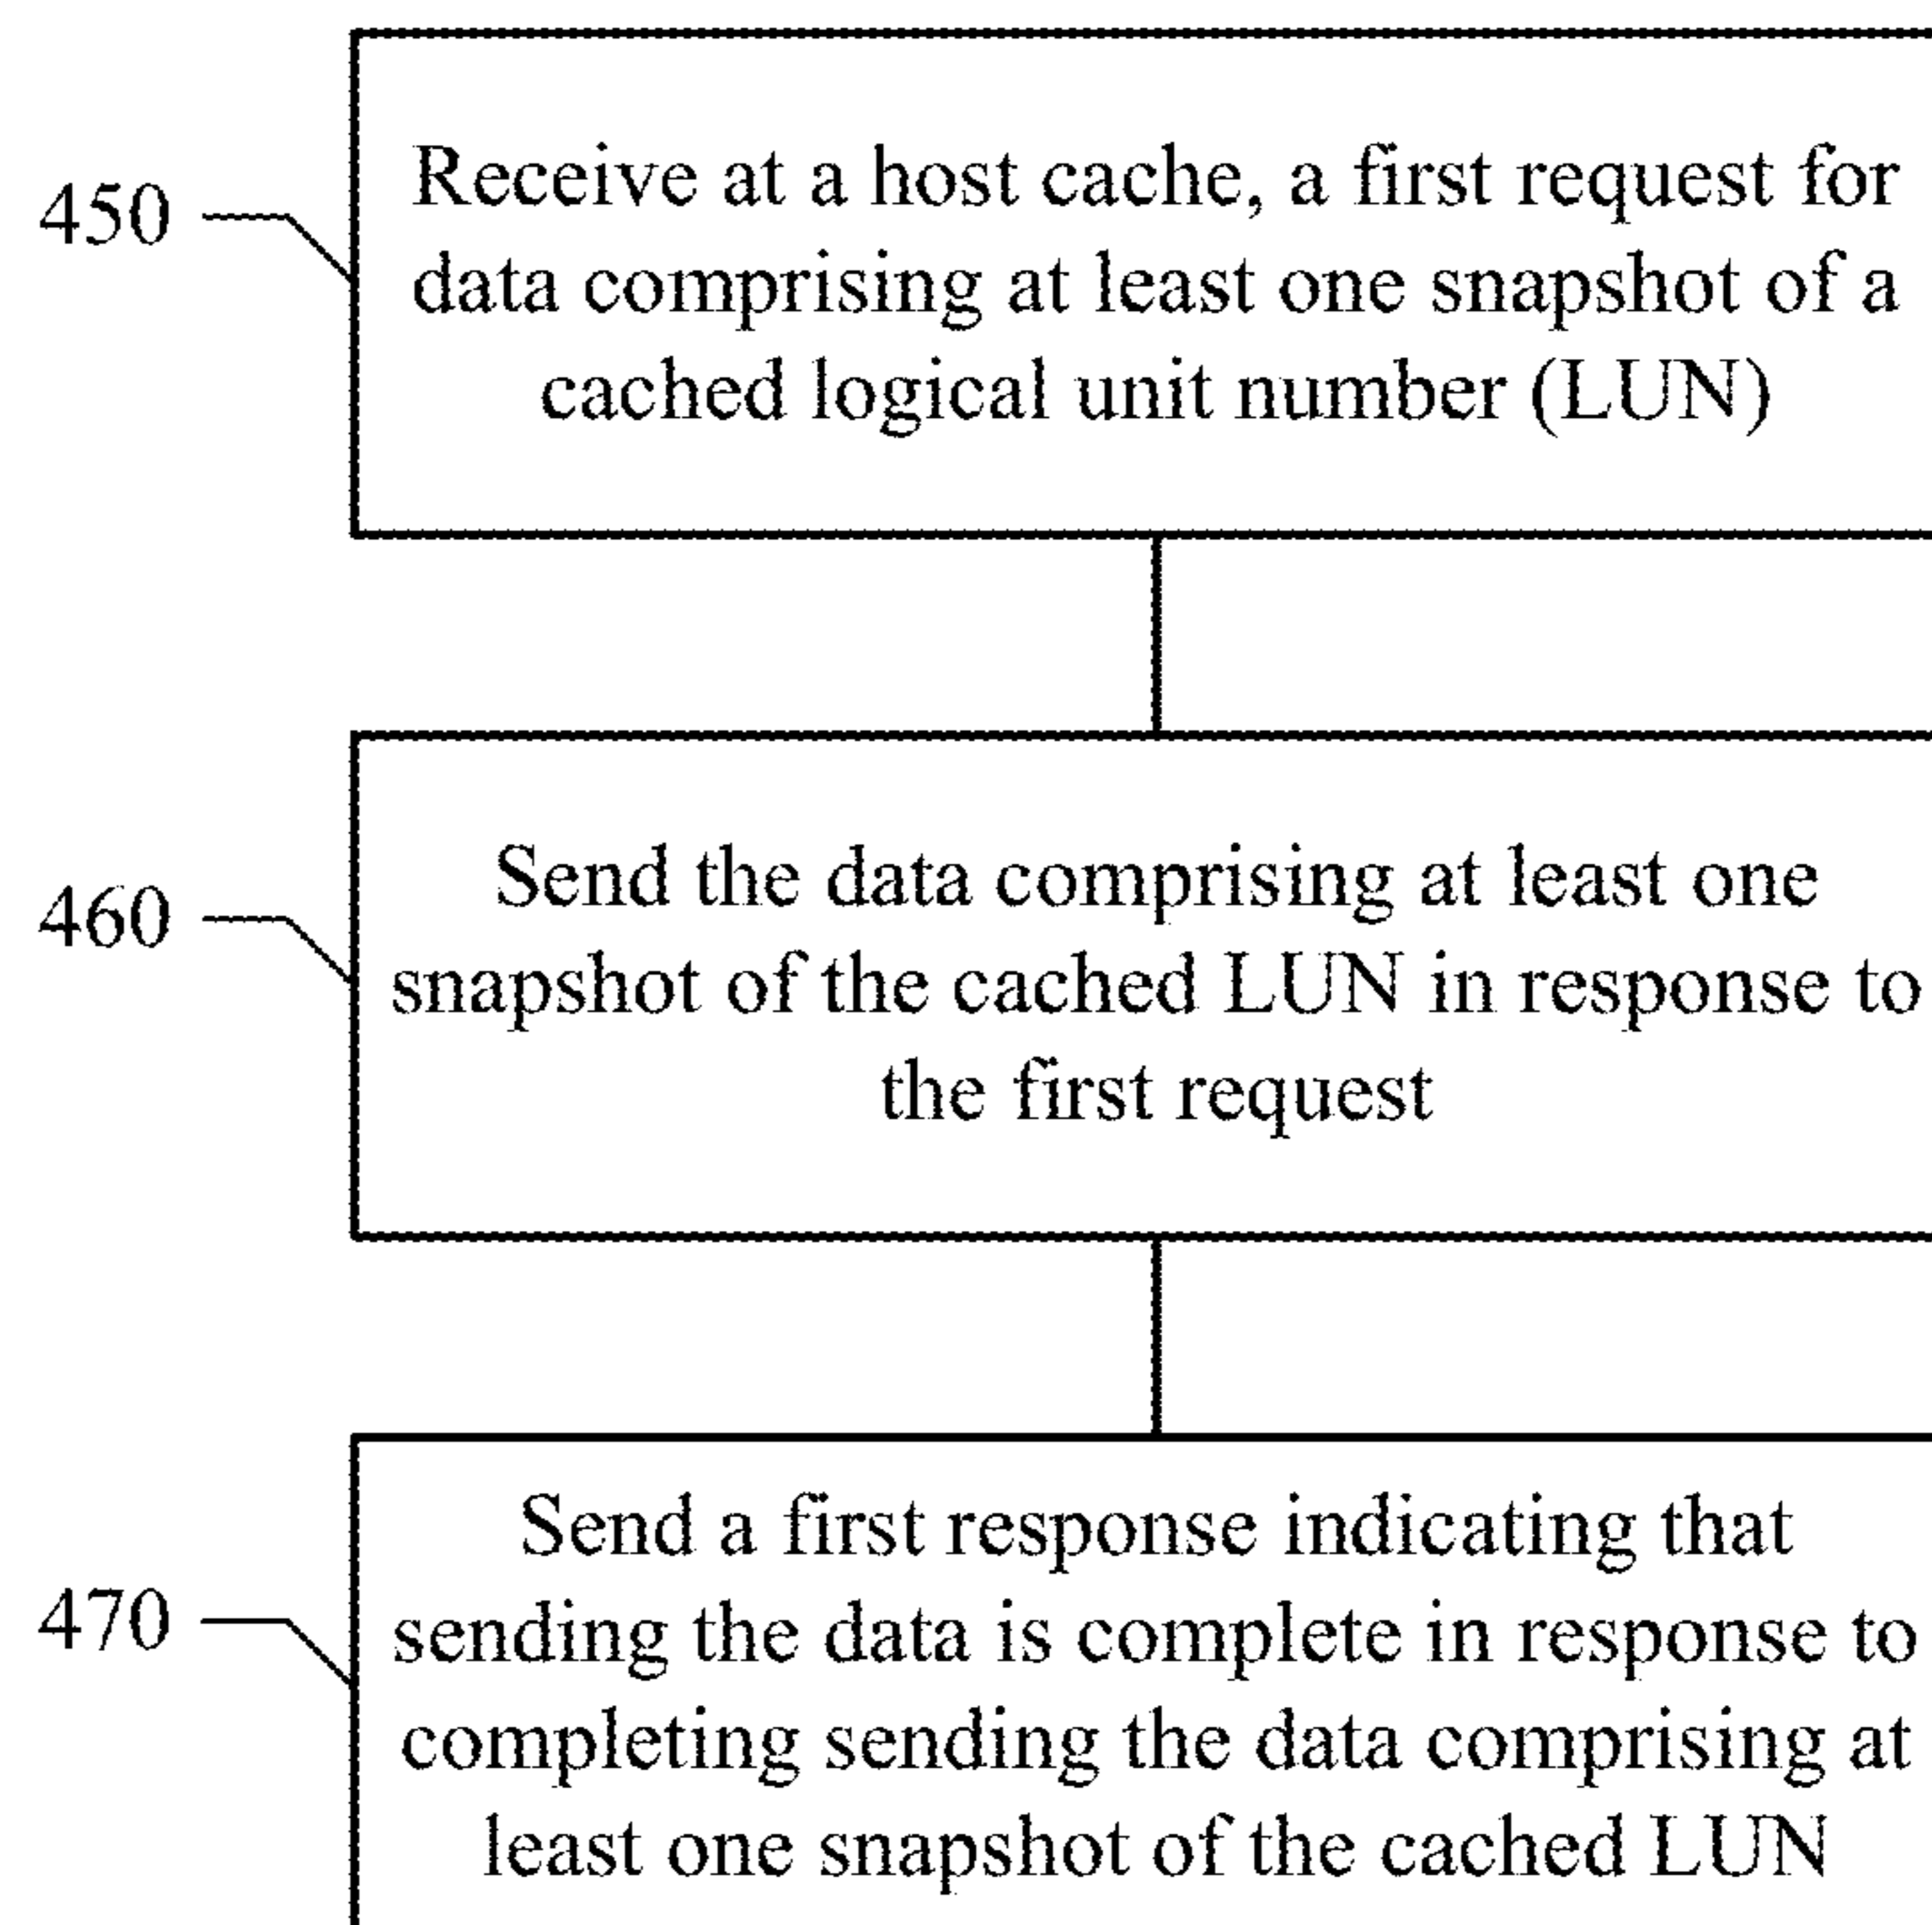 450
Receive at a host cache, a first request for
data comprising at least one snapshot of a
cached logical unit number (LUN)
460
Send the data comprising at least one
snapshot of the cached LUN in response to
the first request
470
Send a first response indicating that
sending the data is complete in response to
completing sending the data comprising at
least one snapshot of the cached LUN